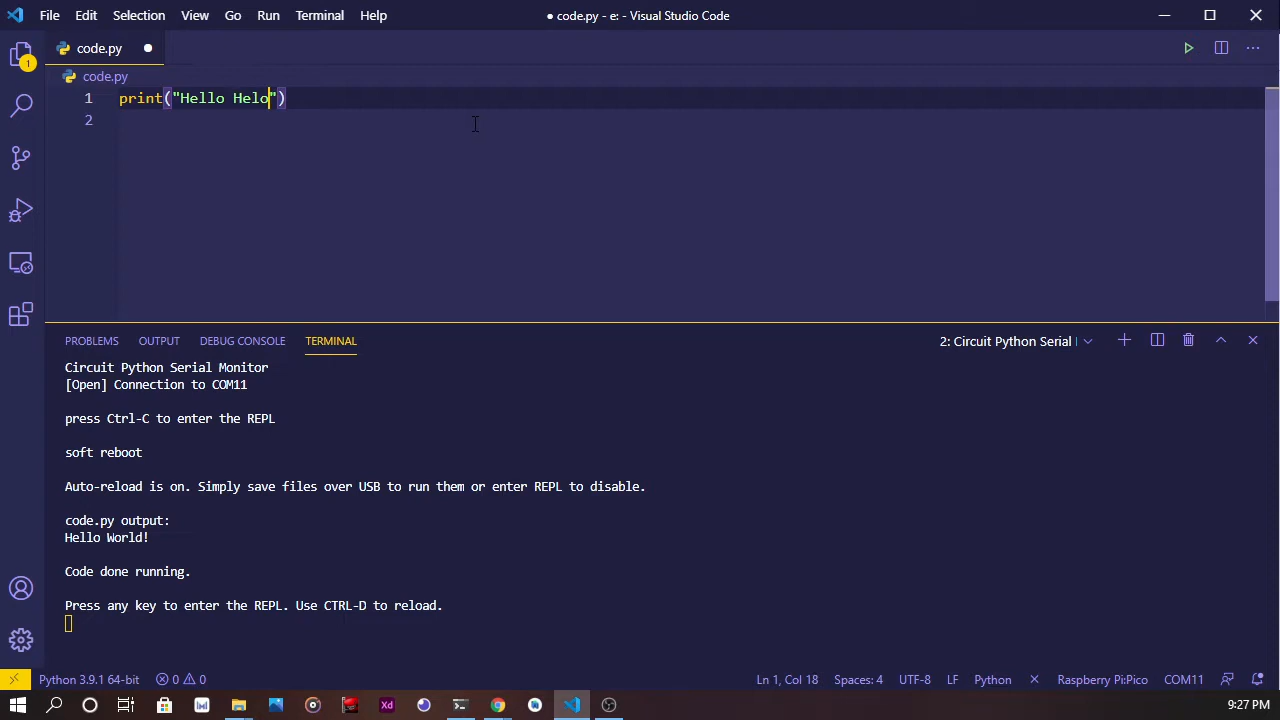 File Edit Selection View Go Run Terminal Help ● code.py - e: - Visual Studio Code
code.py
1
code.py
1 print("Hello Helo")
2
PROBLEMS OUTPUT DEBUG CONSOLE TERMINAL 2: Circuit Python Serial
Circuit Python Serial Monitor
[Open] Connection to COM11
press Ctrl-C to enter the REPL
soft reboot
Auto-reload is on. Simply save files over USB to run them or enter REPL to disable.
code.py output:
Hello World!
Code done running.
Press any key to enter the REPL. Use CTRL-D to reload.
Python 3.9.1 64-bit 0 0 Ln 1, Col 18 Spaces: 4 UTF-8 LF Python Raspberry Pi:Pico COM11
Xd 9:27 PM